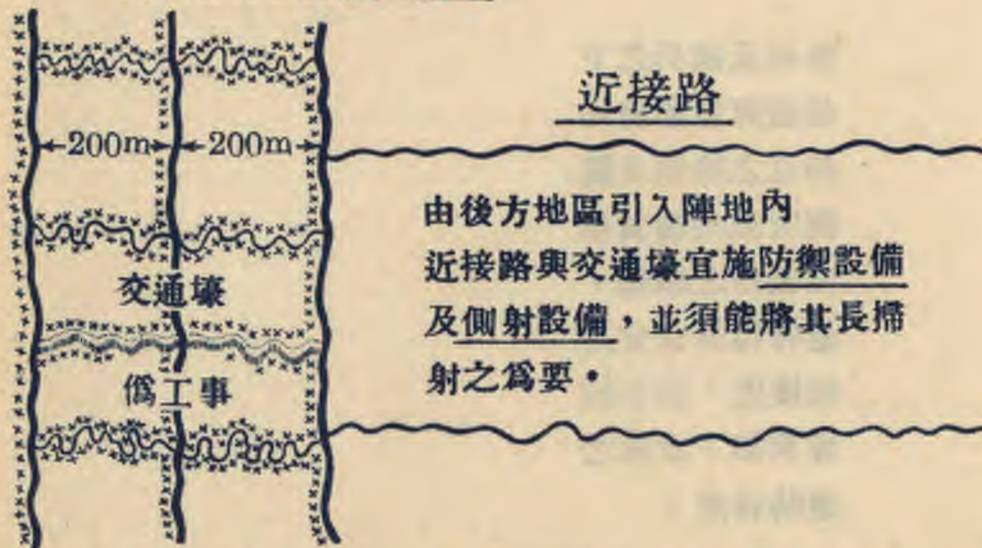 近接路
←200m→←200m→
由後方地區引入陣地內
近接路與交通壕宜施防禦設備
及側射設備，並須能將其長掃
射之爲要•
交通壕
僞工事